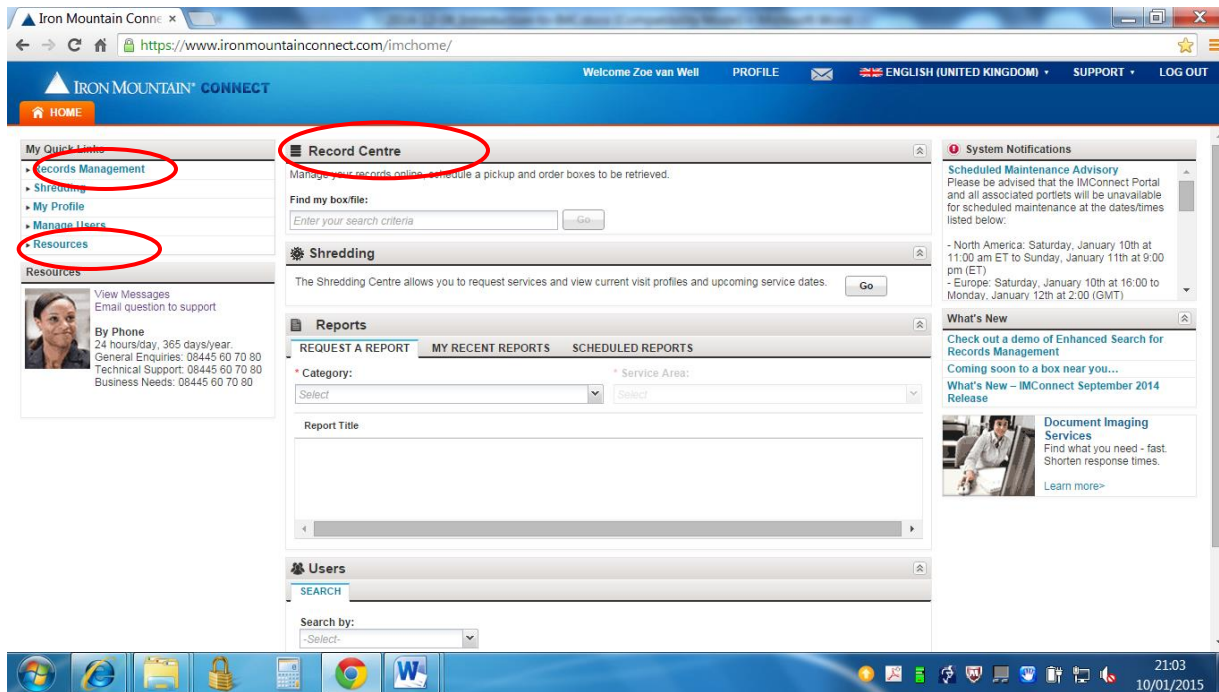 Iron Mountain Conne ×
https://www.ironmountainconnect.com/imchome/
Welcome Zoe van Well PROFILE ENGLISH (UNITED KINGDOM) SUPPORT LOG OUT
IRON MOUNTAIN® CONNECT
HOME
My Quick Links
Records Management
Shredding
My Profile
Manage Users
Resources
Resources
View Messages
Email question to support
By Phone
24 hours/day, 365 days/year.
General Enquiries: 08445 60 70 80
Technical Support: 08445 60 70 80
Business Needs: 08445 60 70 80
Record Centre
Manage your records online, schedule a pickup and order boxes to be retrieved.
Find my box/file:
Enter your search criteria Go
Shredding
The Shredding Centre allows you to request services and view current visit profiles and upcoming service dates. Go
Reports
REQUEST A REPORT MY RECENT REPORTS SCHEDULED REPORTS
* Category: * Service Area:
Select Select
Report Title
Users
SEARCH
Search by:
-Select-
System Notifications
Scheduled Maintenance Advisory
Please be advised that the IMConnect Portal
and all associated portlets will be unavailable
for scheduled maintenance at the dates/times
listed below:
- North America: Saturday, January 10th at
11:00 am ET to Sunday, January 11th at 9:00
pm (ET)
- Europe: Saturday, January 10th at 16:00 to
Monday, January 12th at 2:00 (GMT)
What's New
Check out a demo of Enhanced Search for
Records Management
Coming soon to a box near you...
What's New – IMConnect September 2014
Release
Document Imaging
Services
Find what you need - fast.
Shorten response times.
Learn more>
21:03
10/01/2015